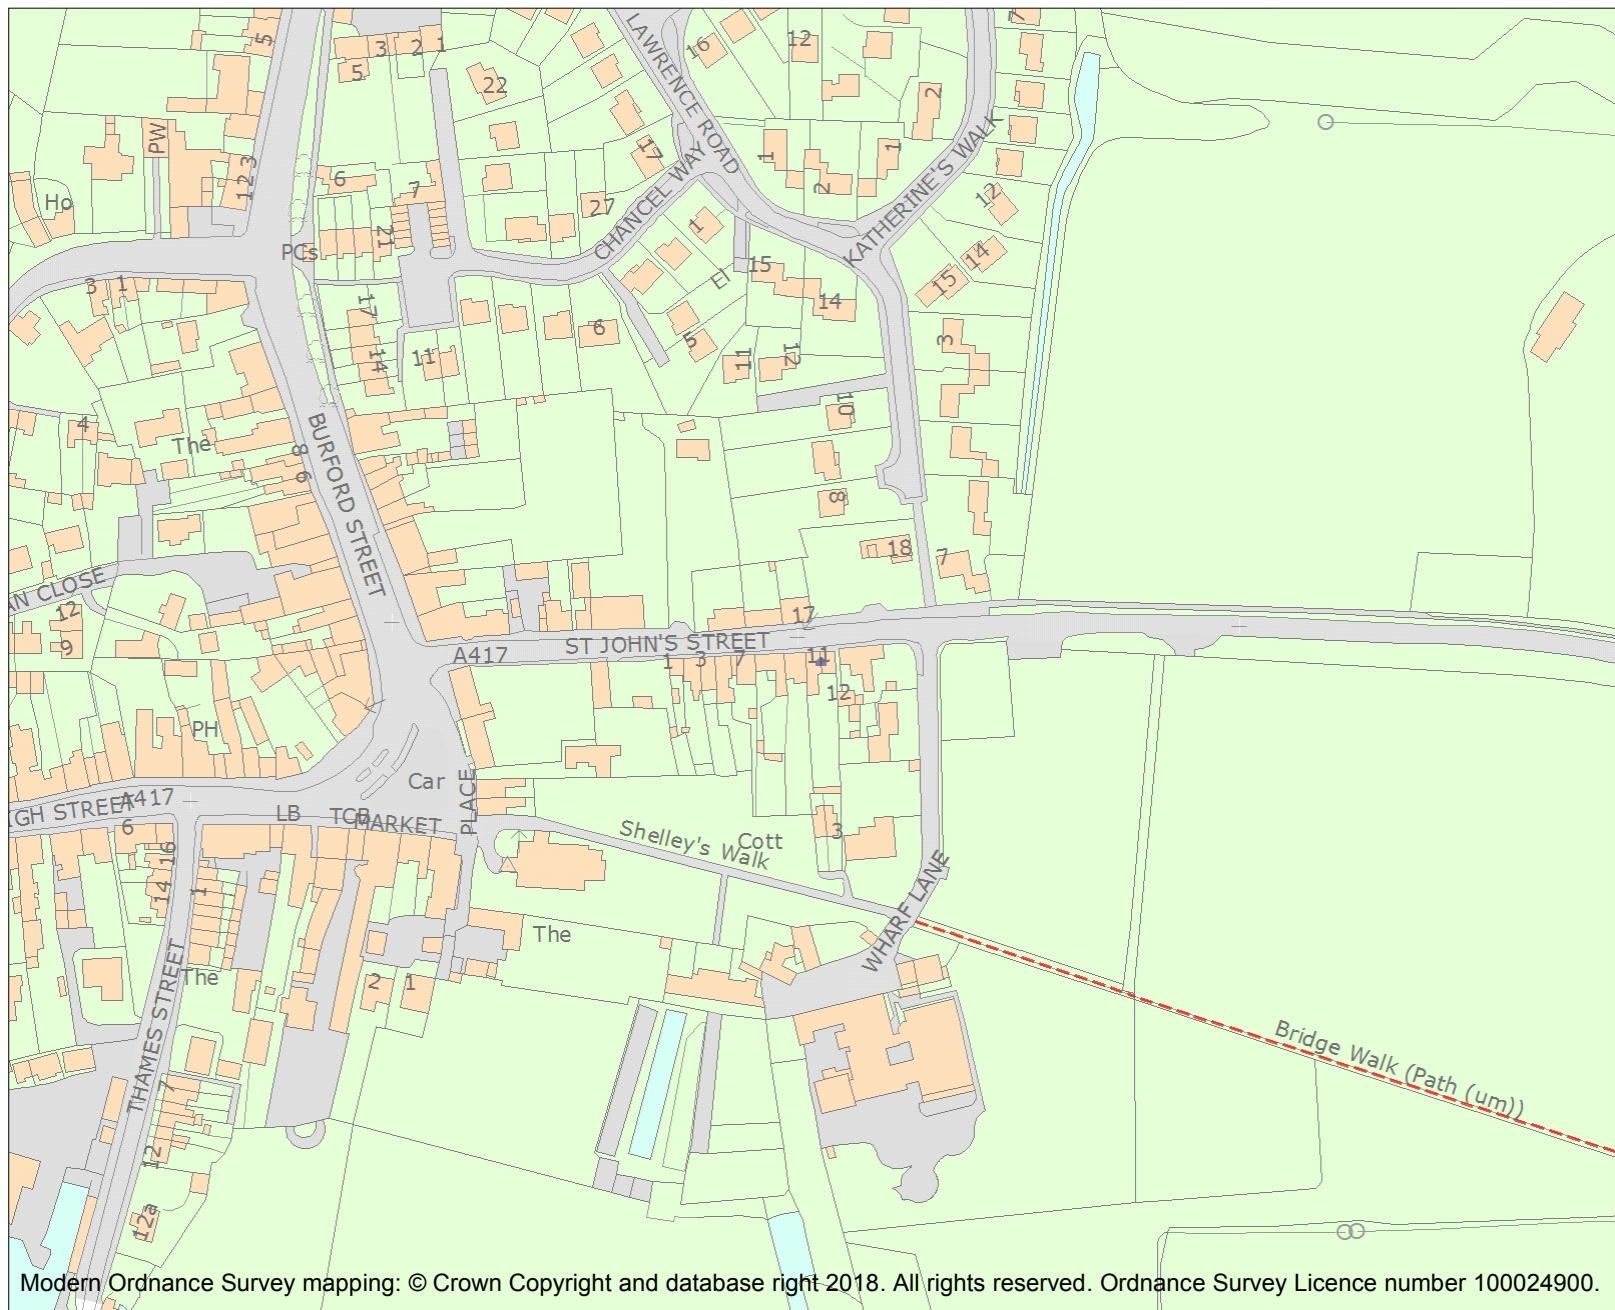 5
3
2
1
5
22
LAWRENCE ROAD
16
12
7
2
PW
1 2 3
6
7
17
1
2
1
KATHERINE'S WALK
12
Ho
27
CHANCEL WAY
1
PCs
21
El
15
14
15
14
3
1
17
14
11
6
5
11
12
3
10
4
The
8
6
BURFORD STREET
8
18
7
AN CLOSE
12
9
17
A417
ST JOHN'S STREET
1
3
7
11
12
PH
Car
PLACE
IGH STREET
A417
LB
TCB
MARKET
6
16
14
1
Shelley's Walk
Cott
3
WHARF LANE
The
The
2
1
THAMES STREET
7
12
12a
Bridge Walk (Path (um))
Modern Ordnance Survey mapping: © Crown Copyright and database right 2018. All rights reserved. Ordnance Survey Licence number 100024900.